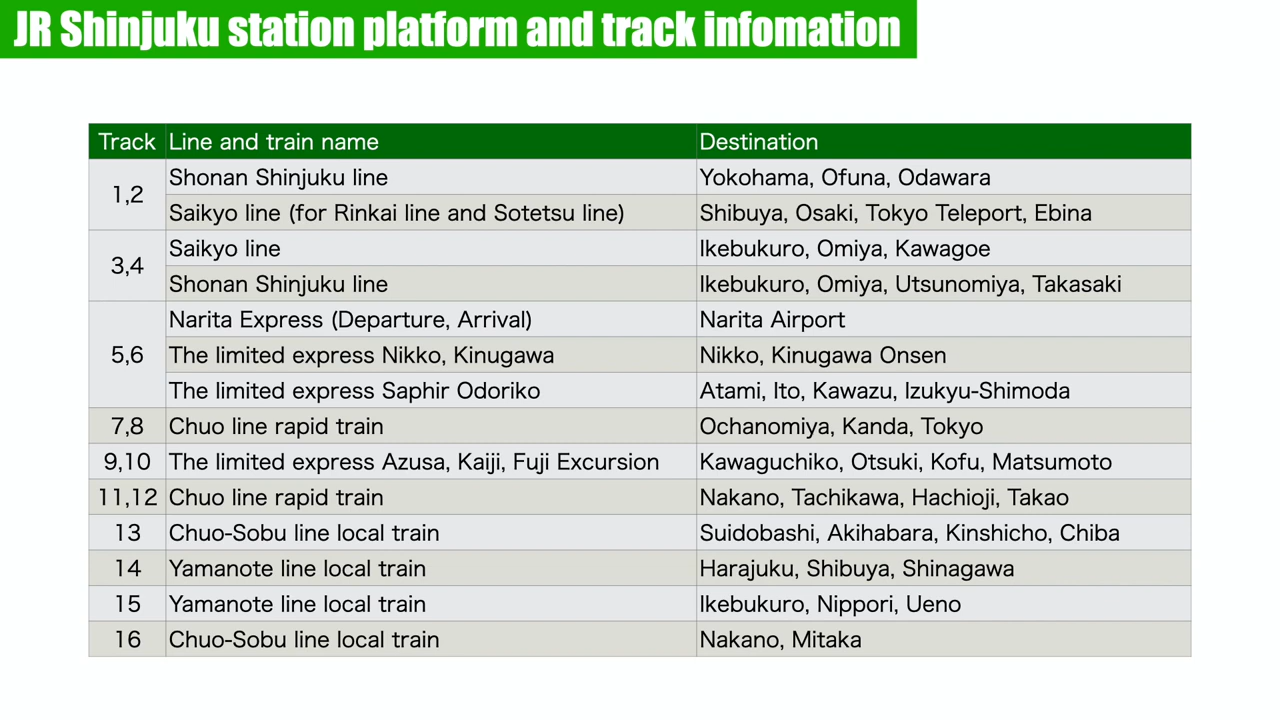 JR Shinjuku station platform and track infomation
Track Line and train name Destination
1,2 Shonan Shinjuku line Yokohama, Ofuna, Odawara
Saikyo line (for Rinkai line and Sotetsu line) Shibuya, Osaki, Tokyo Teleport, Ebina
3,4 Saikyo line Ikebukuro, Omiya, Kawagoe
Shonan Shinjuku line Ikebukuro, Omiya, Utsunomiya, Takasaki
5,6 Narita Express (Departure, Arrival) Narita Airport
The limited express Nikko, Kinugawa Nikko, Kinugawa Onsen
The limited express Saphir Odoriko Atami, Ito, Kawazu, Izukyu-Shimoda
7,8 Chuo line rapid train Ochanomiya, Kanda, Tokyo
9,10 The limited express Azusa, Kaiji, Fuji Excursion Kawaguchiko, Otsuki, Kofu, Matsumoto
11,12 Chuo line rapid train Nakano, Tachikawa, Hachioji, Takao
13 Chuo-Sobu line local train Suidobashi, Akihabara, Kinshicho, Chiba
14 Yamanote line local train Harajuku, Shibuya, Shinagawa
15 Yamanote line local train Ikebukuro, Nippori, Ueno
16 Chuo-Sobu line local train Nakano, Mitaka